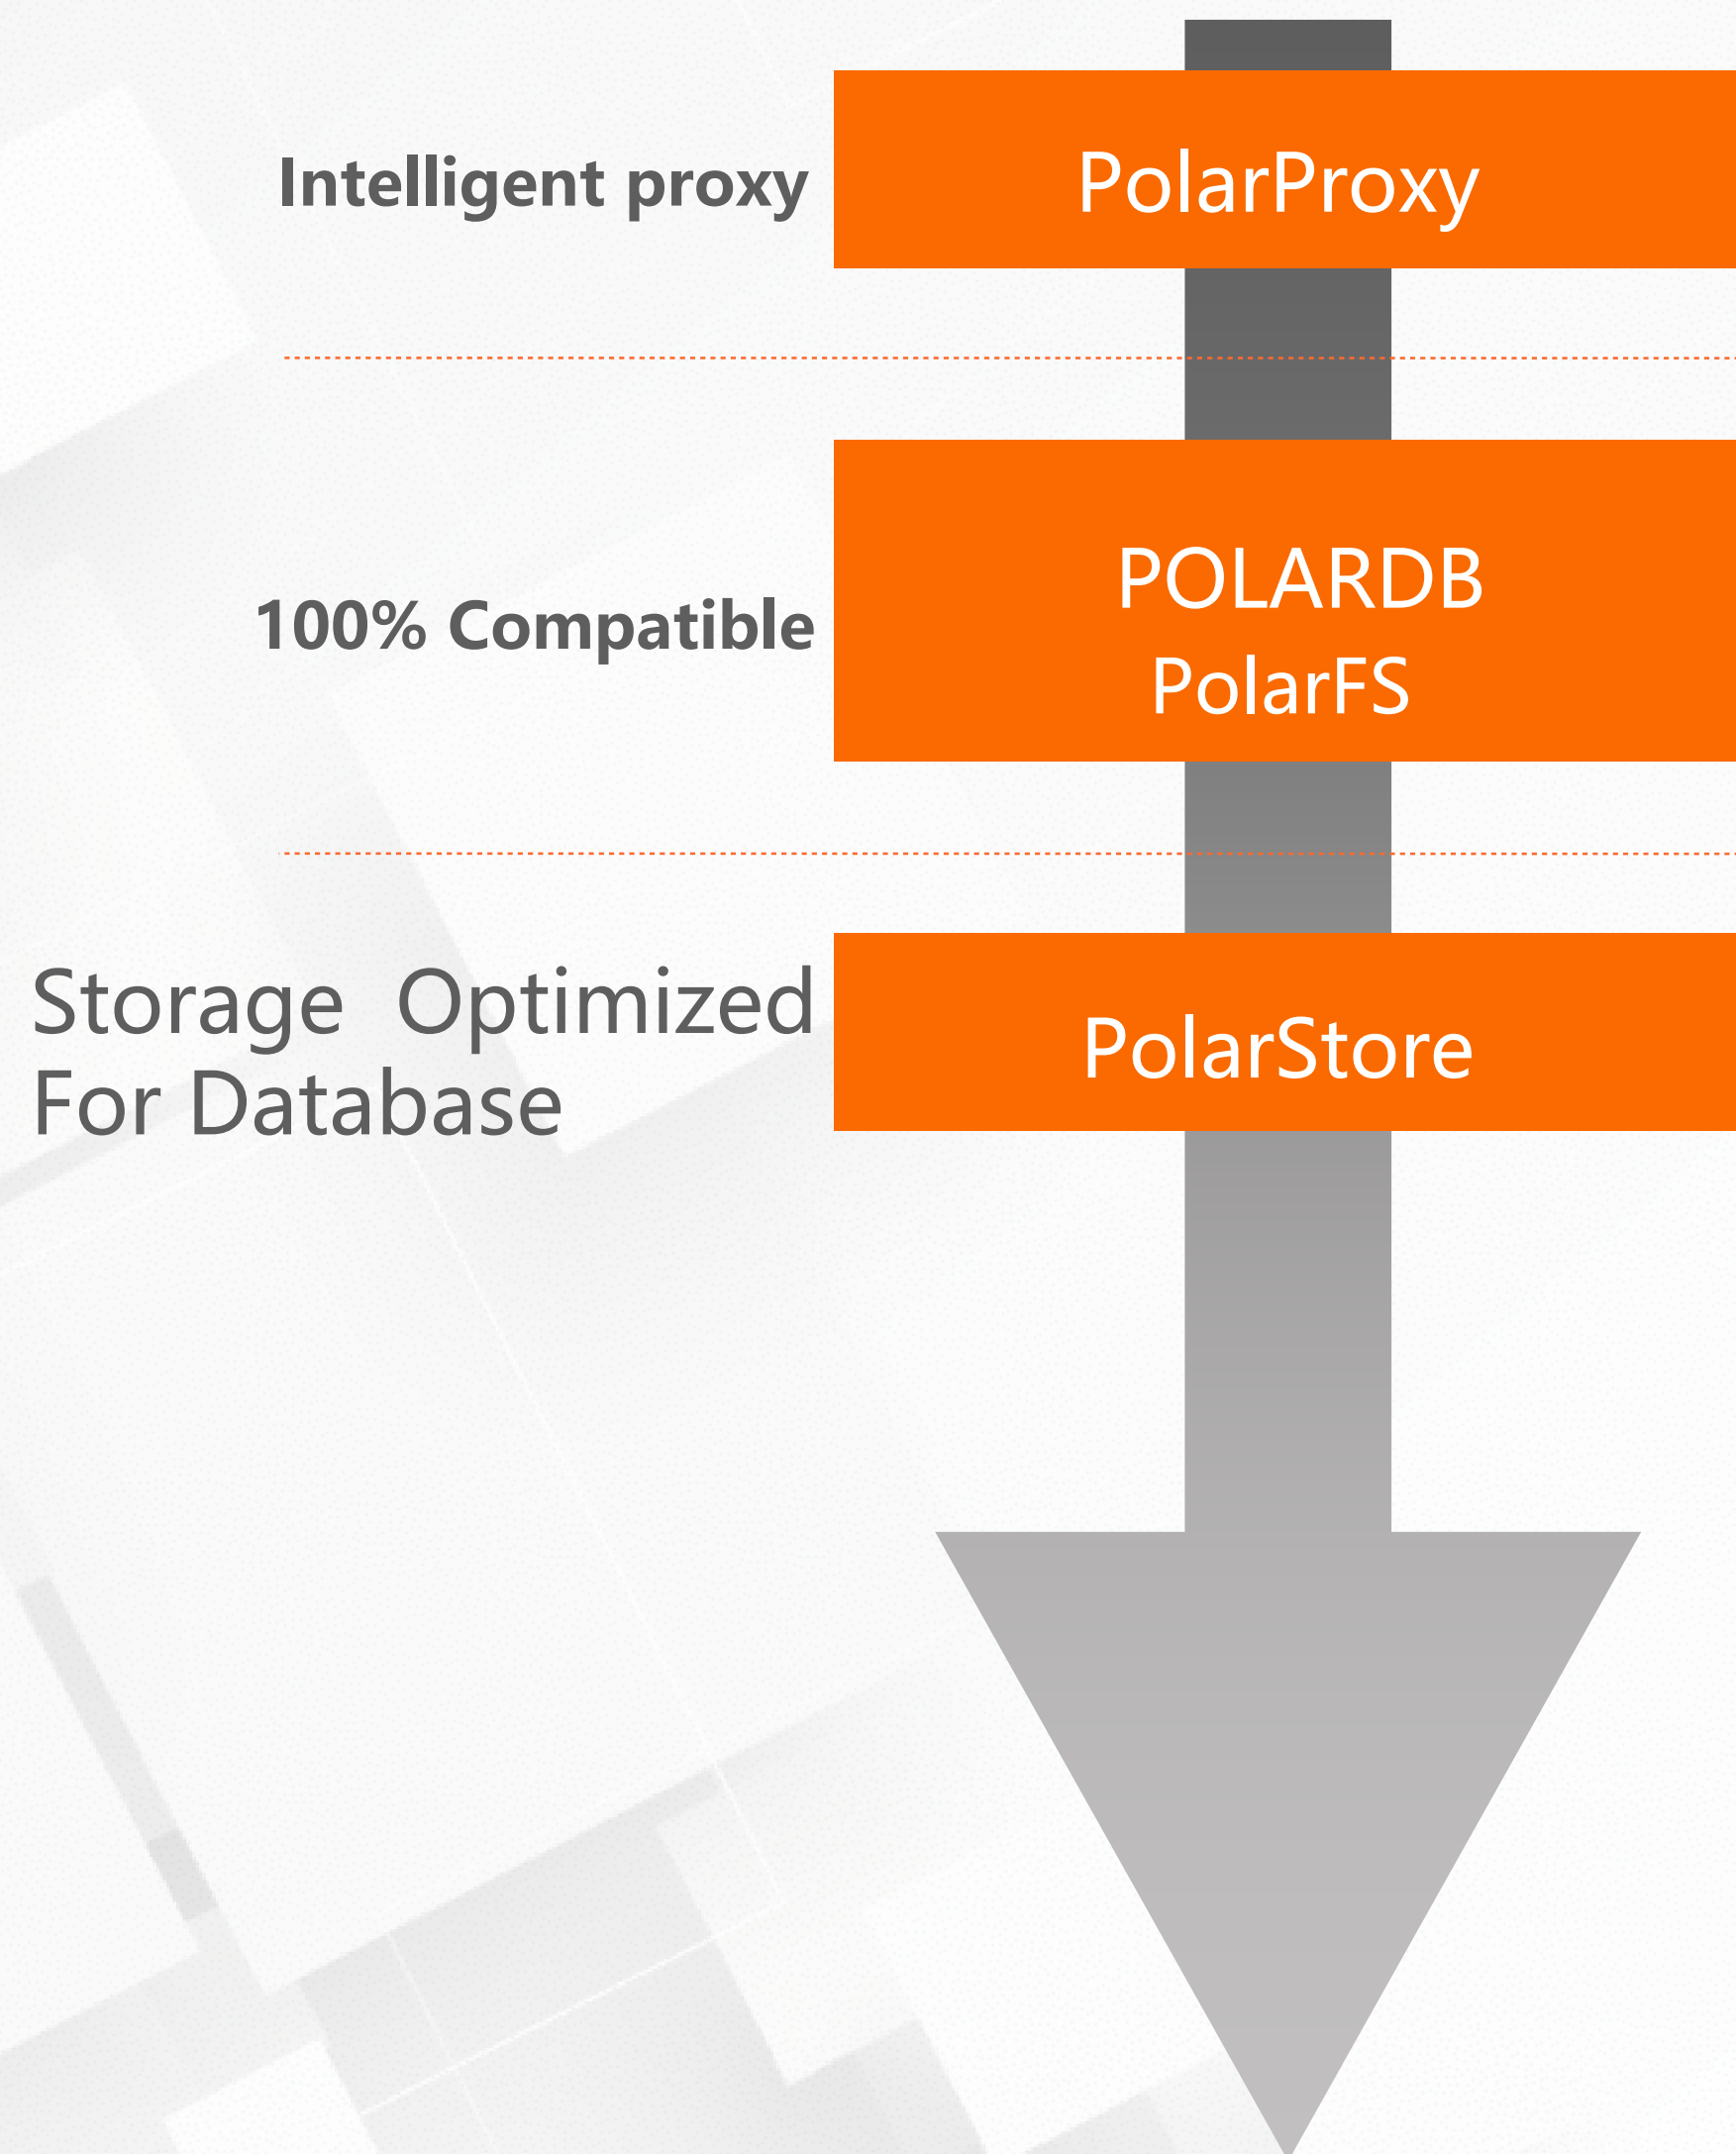 Intelligent proxy
PolarProxy
100% Compatible
POLARDB
PolarFS
Storage Optimized
For Database
PolarStore